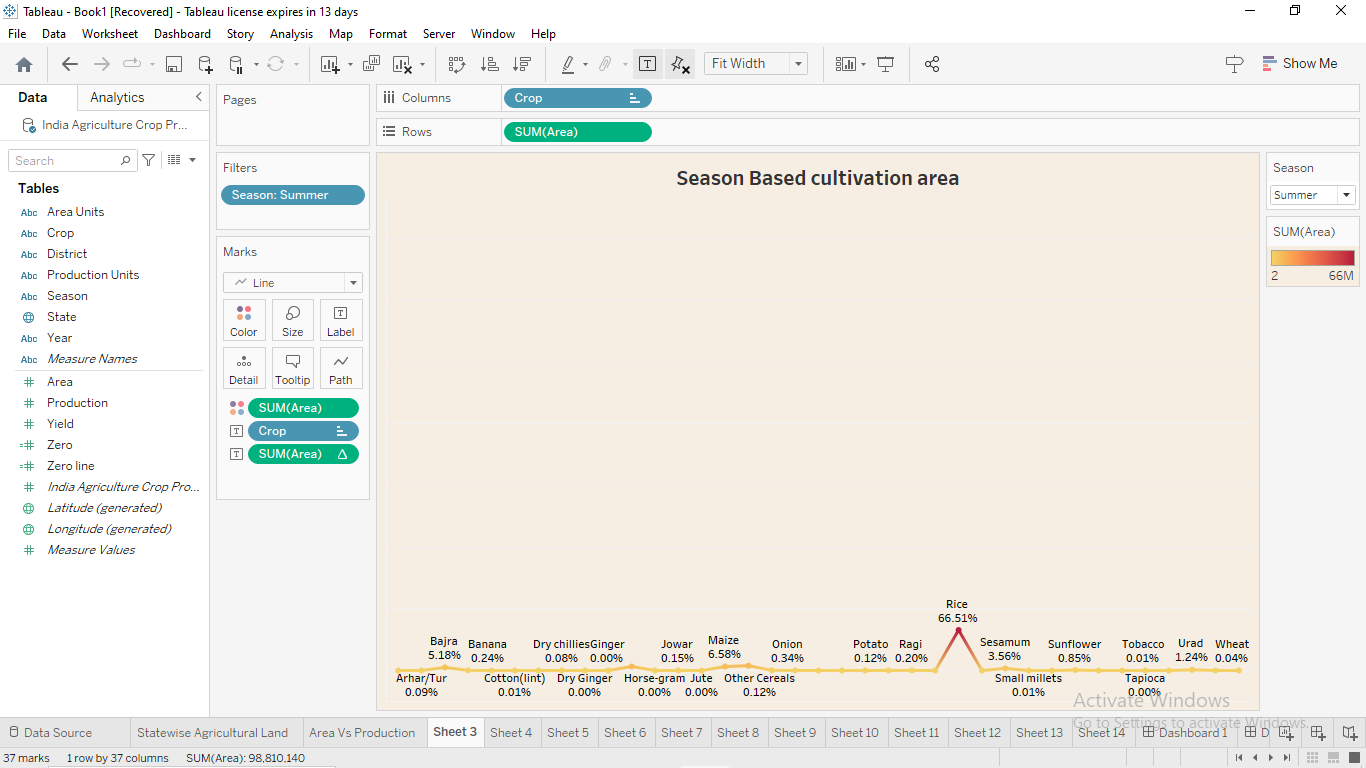 Tableau - Book1 [Recovered] - Tableau license expires in 13 days
File Data Worksheet Dashboard Story Analysis Map Format Server Window Help
Fit Width
Show Me
Data Analytics
India Agriculture Crop Pr...
Search
Tables
Abc Area Units
Abc Crop
Abc District
Abc Production Units
Abc Season
State
Abc Year
Abc Measure Names
# Area
# Production
# Yield
=# Zero
=# Zero line
# India Agriculture Crop Pro...
Latitude (generated)
Longitude (generated)
# Measure Values
Pages
Filters
Season: Summer
Marks
Line
Color Size Label
Detail Tooltip Path
SUM(Area)
Crop
SUM(Area) Δ
Columns Crop
Rows SUM(Area)
Season Based cultivation area
Rice
66.51%
Bajra
5.18%
Banana
0.24%
Dry chillies
0.08%
Ginger
0.00%
Jowar
0.15%
Maize
6.58%
Onion
0.34%
Potato
0.12%
Ragi
0.20%
Sesamum
3.56%
Sunflower
0.85%
Tobacco
0.01%
Urad
1.24%
Wheat
0.04%
Arhar/Tur
0.09%
Cotton(lint)
0.01%
Dry Ginger
0.00%
Horse-gram
0.00%
Jute
0.00%
Other Cereals
0.12%
Small millets
0.01%
Tapioca
0.00%
Season
Summer
SUM(Area)
2 66M
Activate Windows
Go to Settings to activate Windows.
Data Source Statewise Agricultural Land Area Vs Production Sheet 3 Sheet 4 Sheet 5 Sheet 6 Sheet 7 Sheet 8 Sheet 9 Sheet 10 Sheet 11 Sheet 12 Sheet 13 Sheet 14 Dashboard 1 D
37 marks 1 row by 37 columns SUM(Area): 98,810,140